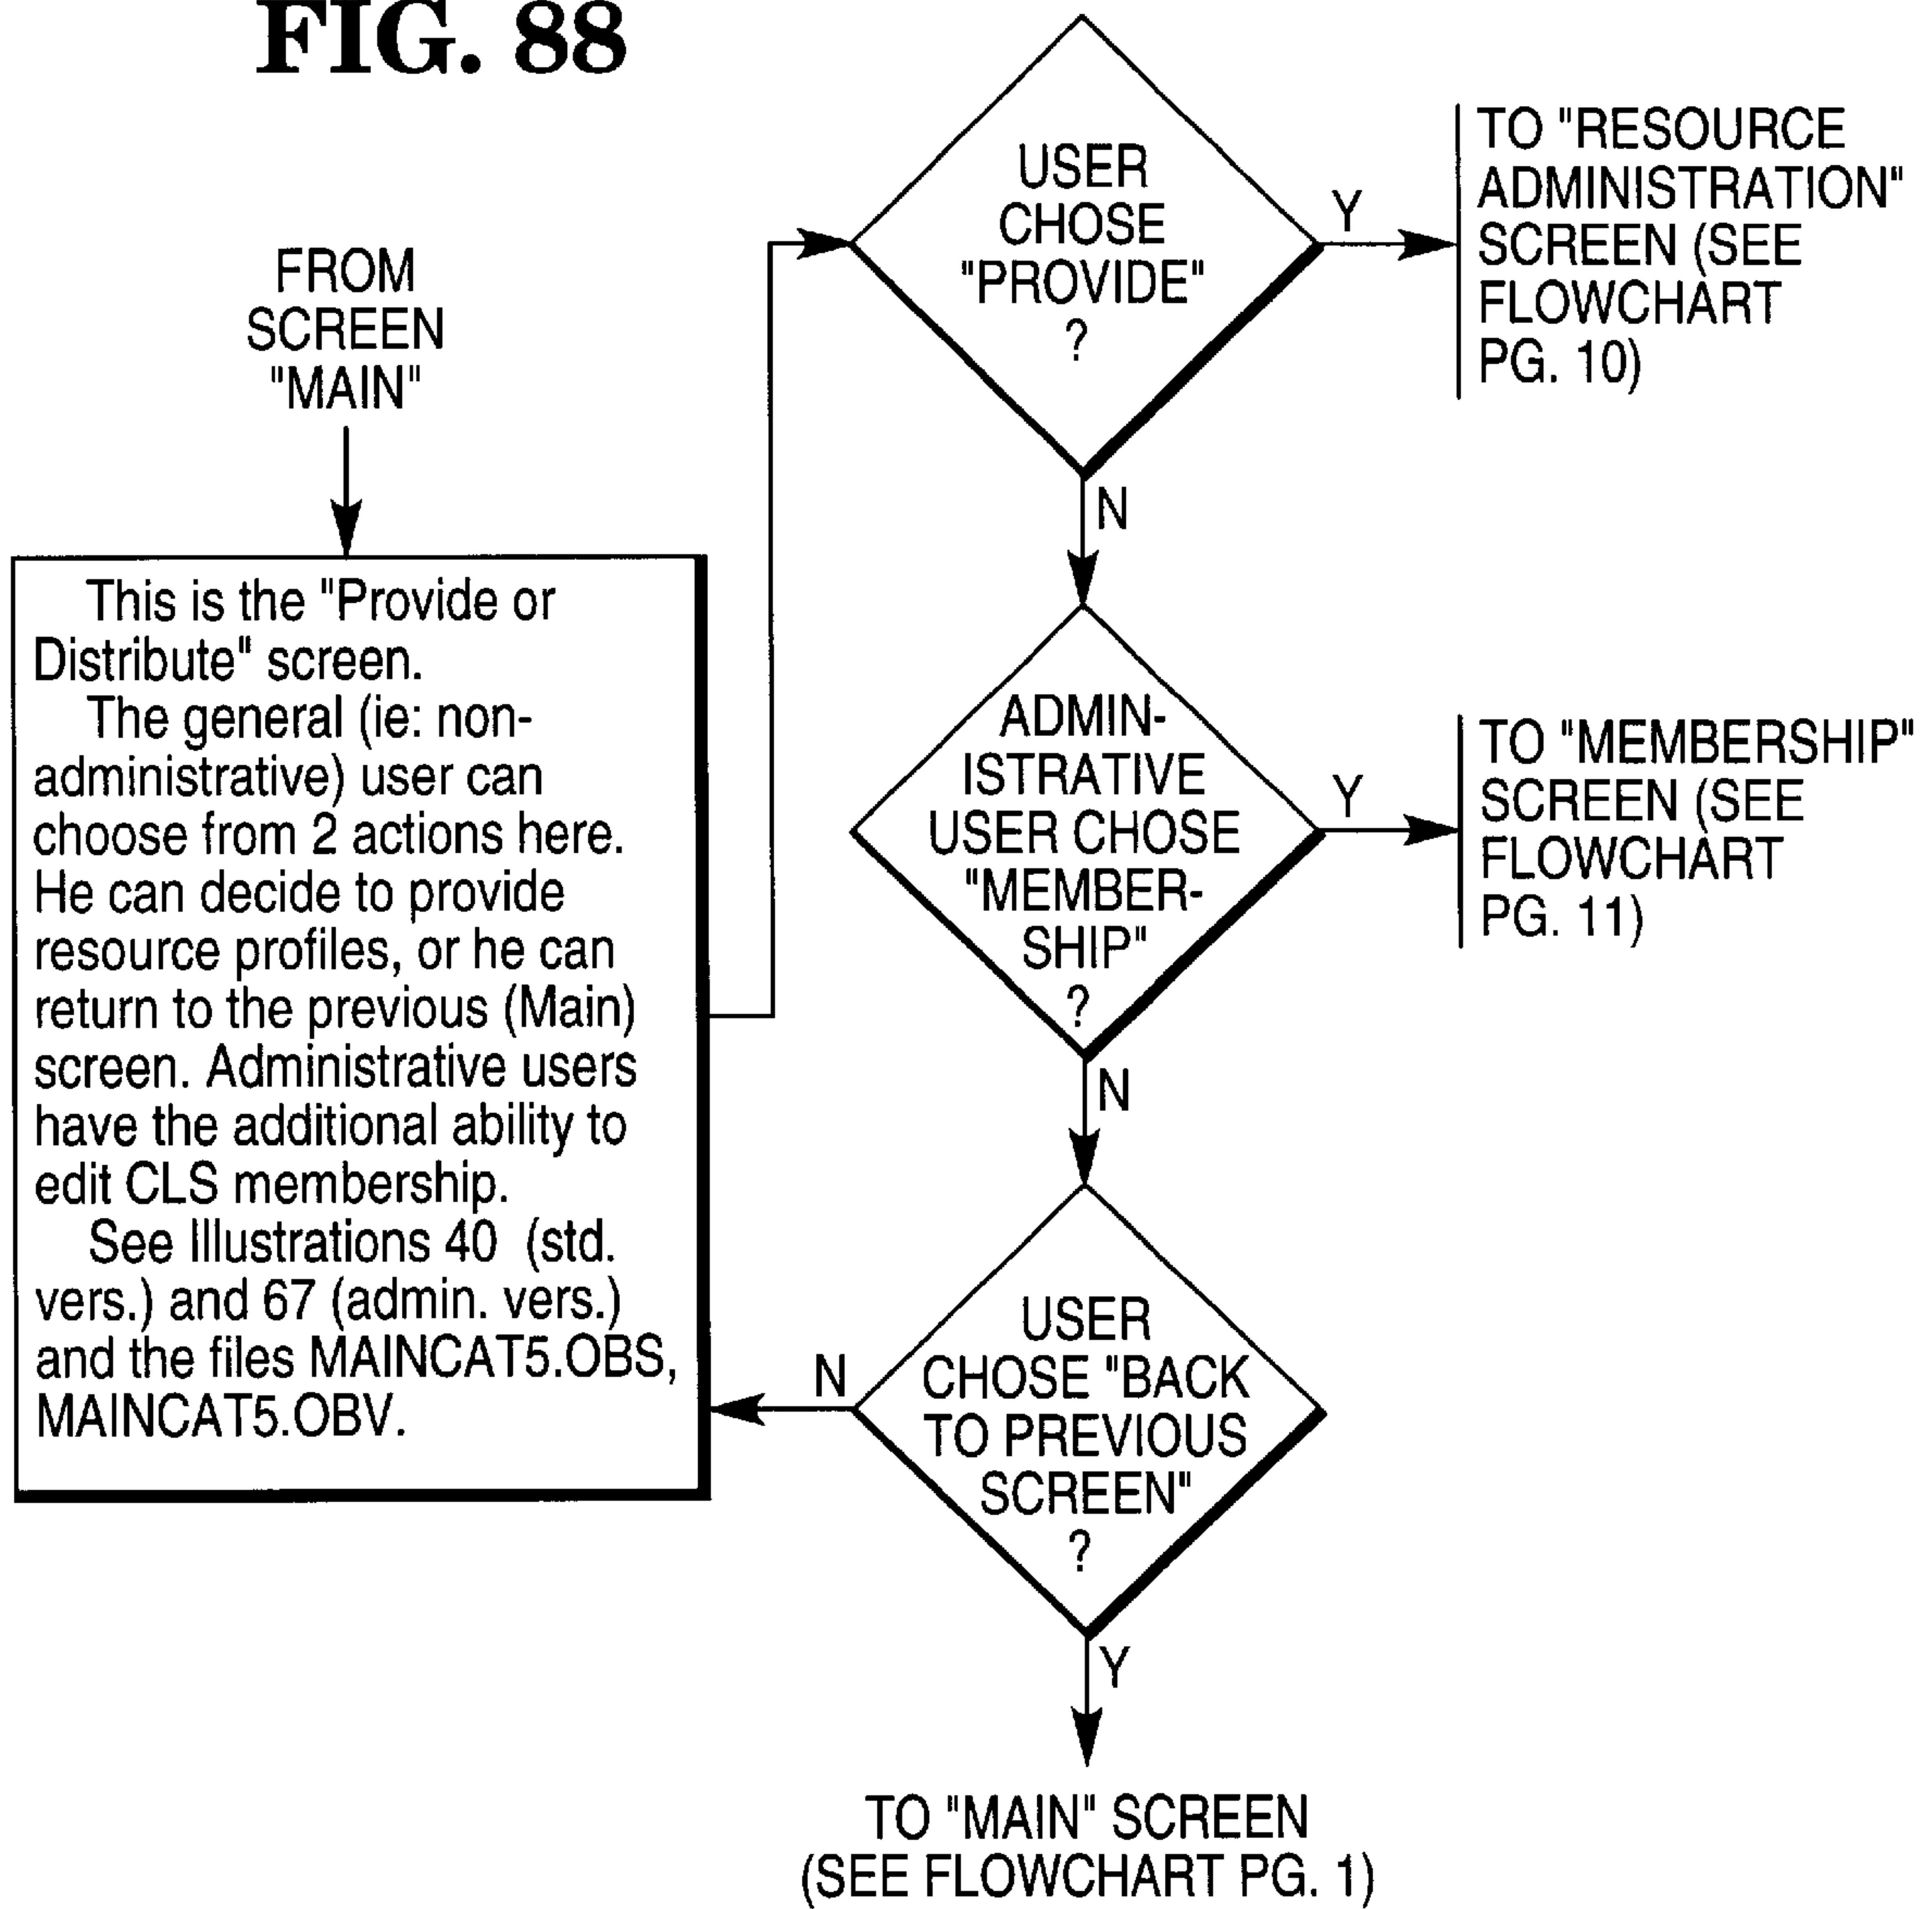 FIG. 88
FROM
SCREEN
"MAIN"
This is the "Provide or
Distribute" screen.
The general (ie: non-
administrative) user can
choose from 2 actions here.
He can decide to provide
resource profiles, or he can
return to the previous (Main)
screen. Administrative users
have the additional ability to
edit CLS membership.
See Illustrations 40 (std.
vers.) and 67 (admin. vers.)
and the files MAINCAT5.OBS,
MAINCAT5.OBV.
USER
CHOSE
"PROVIDE"
?
Y
TO "RESOURCE
ADMINISTRATION"
SCREEN (SEE
FLOWCHART
PG. 10)
N
ADMIN-
ISTRATIVE
USER CHOSE
"MEMBER-
SHIP"
?
Y
TO "MEMBERSHIP"
SCREEN (SEE
FLOWCHART
PG. 11)
N
USER
CHOSE "BACK
TO PREVIOUS
SCREEN"
?
N
Y
TO "MAIN" SCREEN
(SEE FLOWCHART PG. 1)